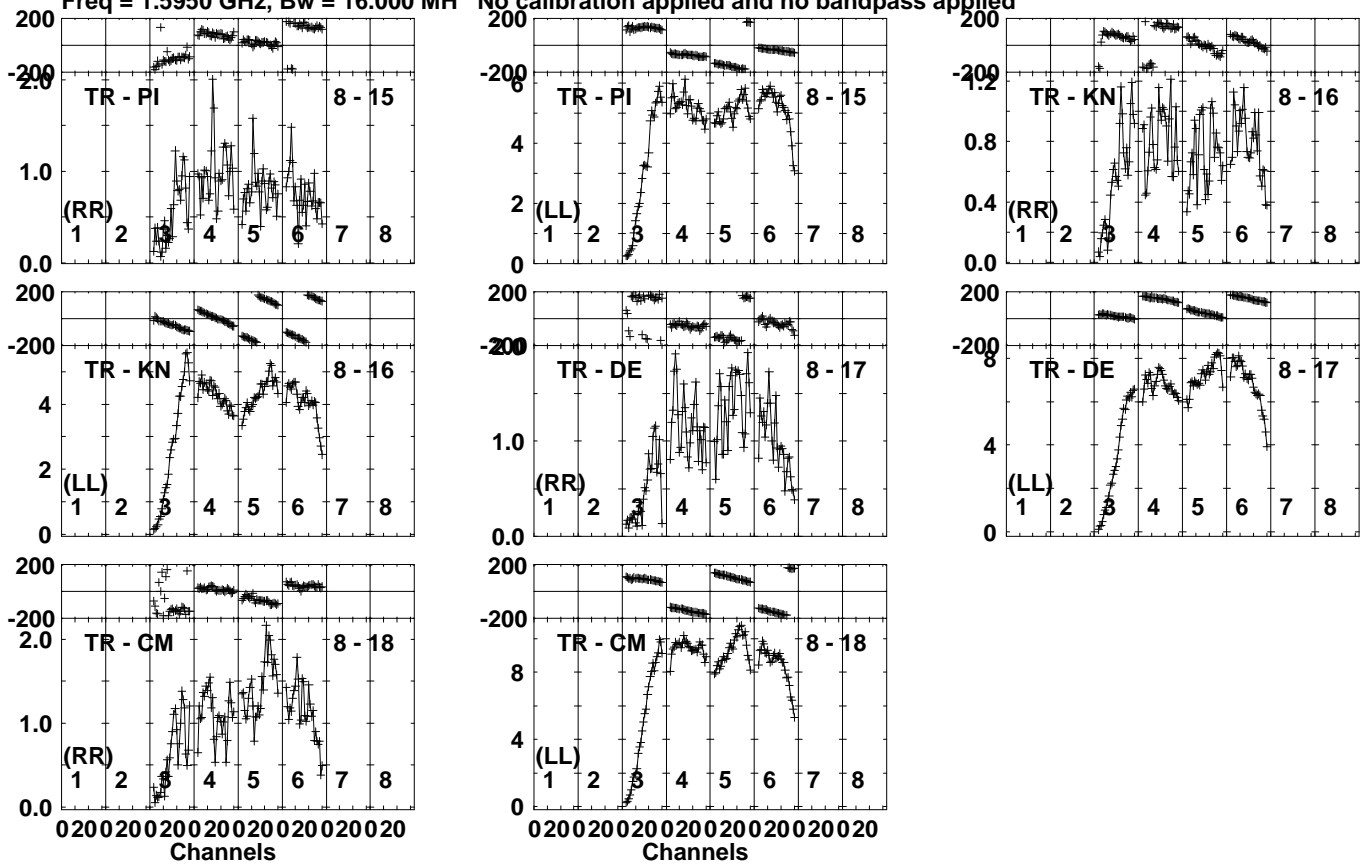 Freq = 1.5950 GHz, Bw = 16.000 MH No calibration applied and no bandpass applied
200 200 200
-200 -200 -200
2.0 6 1.2
TR - PI 8 - 15 TR - PI 8 - 15 TR - KN 8 - 16
4 0.8
1.0
2 0.4
(RR) (LL) (RR)
1 2 3 4 5 6 7 8 1 2 3 4 5 6 7 8 1 2 3 4 5 6 7 8
0.0 0 0.0
200 200 200
-200 -200 -200
2.0 8
TR - KN 8 - 16 TR - DE 8 - 17 TR - DE 8 - 17
4 1.0 4
2
(LL) (RR) (LL)
1 2 3 4 5 6 7 8 1 2 3 4 5 6 7 8 1 2 3 4 5 6 7 8
0 0.0 0
200 200
-200 -200
2.0
TR - CM 8 - 18 TR - CM 8 - 18
8
1.0
4
(RR) (LL)
1 2 3 4 5 6 7 8 1 2 3 4 5 6 7 8
0.0 0
0 20 0 20 0 20 0 20 0 20 0 20 0 20 0 20 0 20 0 20 0 20 0 20 0 20 0 20 0 20 0 20
Channels Channels